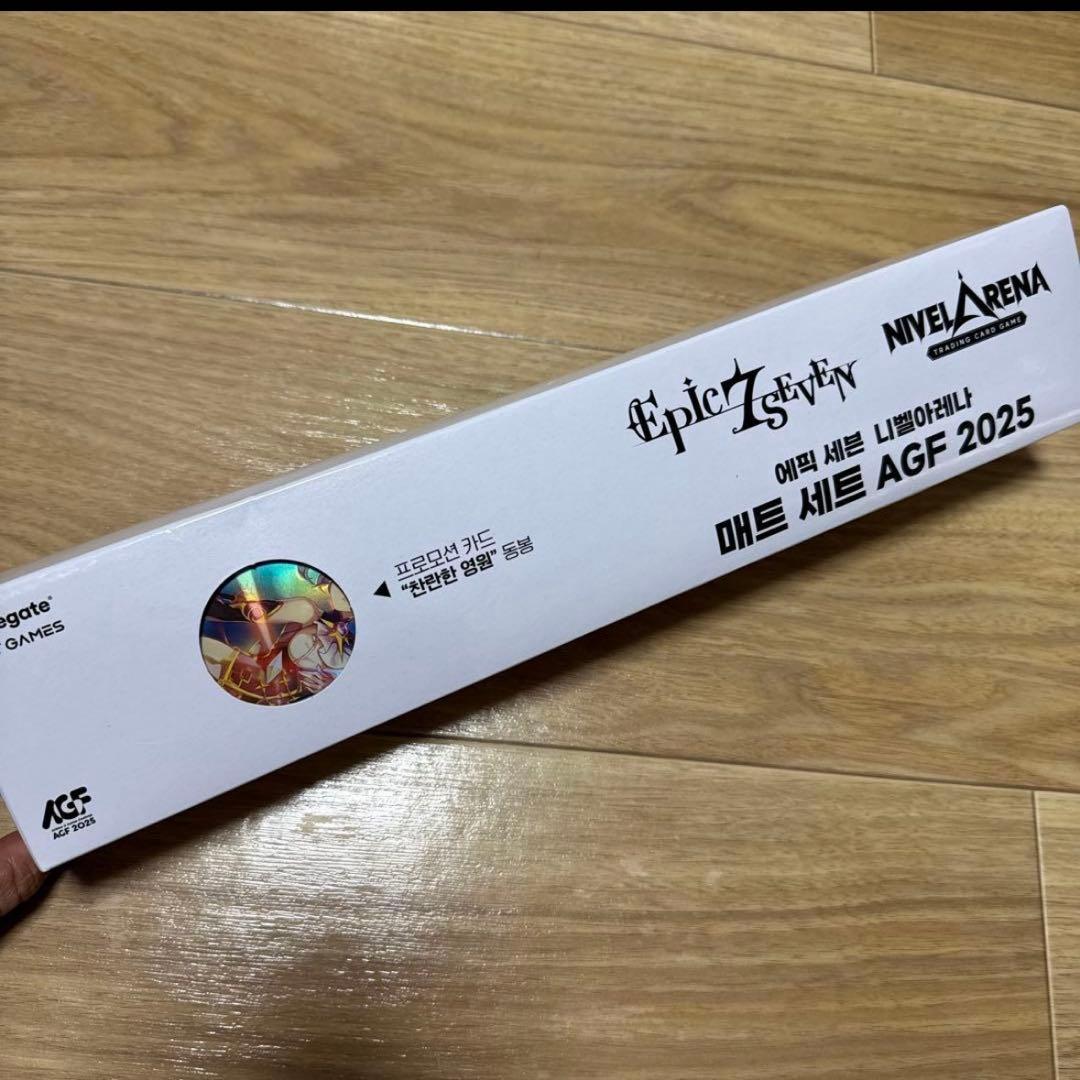 EPIC 7 SEVEN
NIVEL ARENA
TRADING CARD GAME
에픽 세븐 니벨아레나
매트 세트 AGF 2025
◀ 프로모션 카드
"찬란한 영원" 동봉
egate®
GAMES
AGF
AGF 2025